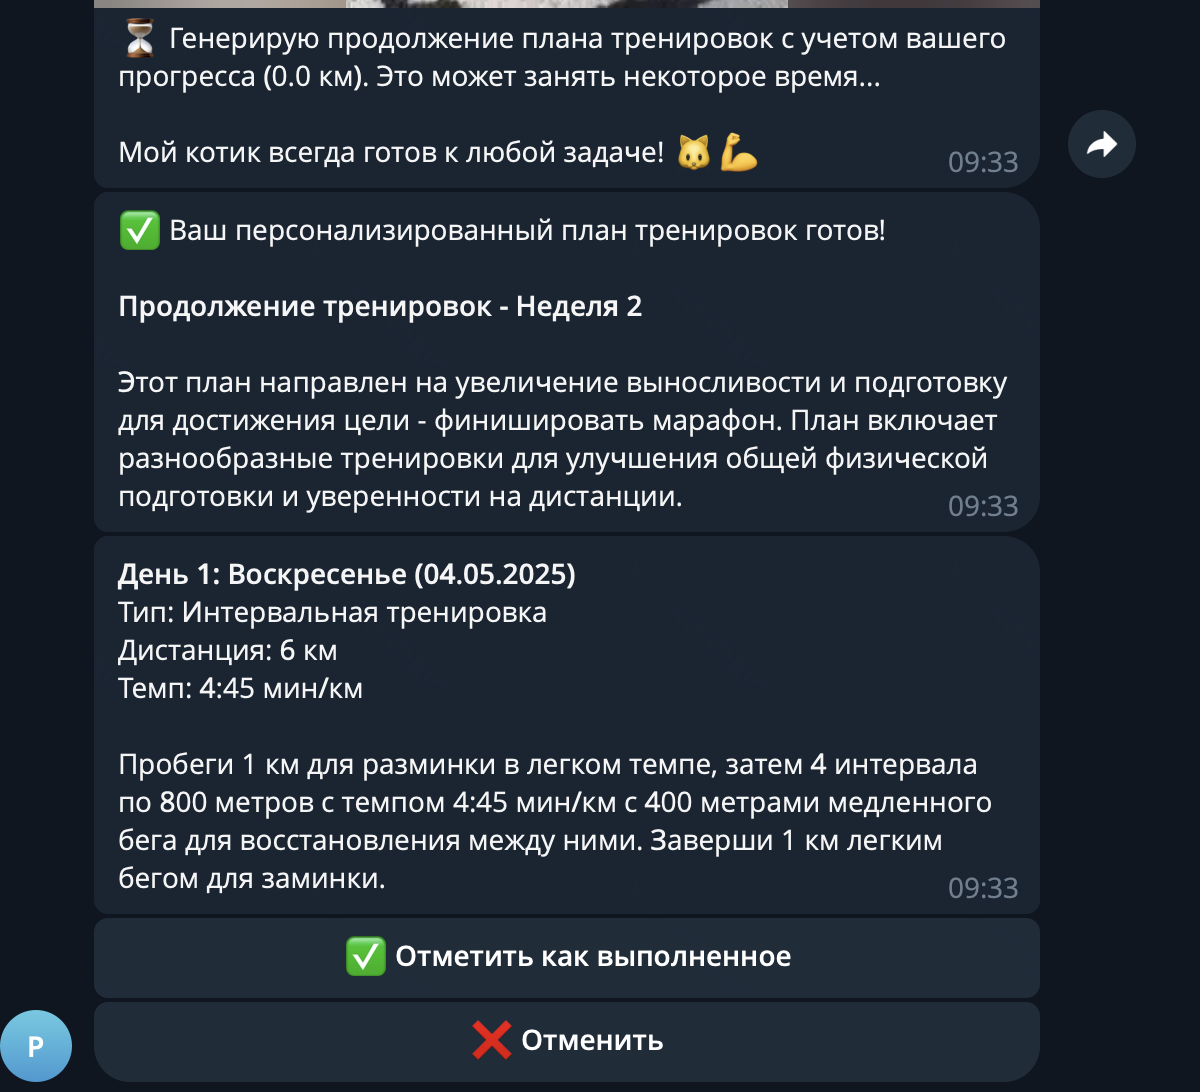 ⏳ Генерирую продолжение плана тренировок с учетом вашего
прогресса (0.0 км). Это может занять некоторое время...
Мой котик всегда готов к любой задаче! 🐱💪
09:33
✅ Ваш персонализированный план тренировок готов!
Продолжение тренировок - Неделя 2
Этот план направлен на увеличение выносливости и подготовку
для достижения цели - финишировать марафон. План включает
разнообразные тренировки для улучшения общей физической
подготовки и уверенности на дистанции.
09:33
День 1: Воскресенье (04.05.2025)
Тип: Интервальная тренировка
Дистанция: 6 км
Темп: 4:45 мин/км
Пробеги 1 км для разминки в легком темпе, затем 4 интервала
по 800 метров с темпом 4:45 мин/км с 400 метрами медленного
бега для восстановления между ними. Заверши 1 км легким
бегом для заминки.
09:33
✅ Отметить как выполненное
❌ Отменить
P